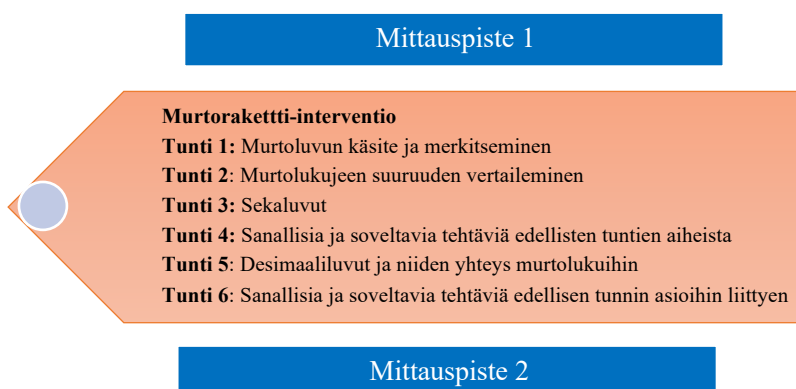 Mittauspiste 1
Murtorakettti-interventio
Tunti 1: Murtoluvun käsite ja merkitseminen
Tunti 2: Murtolukujeen suuruuden vertaileminen
Tunti 3: Sekaluvut
Tunti 4: Sanallisia ja soveltavia tehtäviä edellisten tuntien aiheista
Tunti 5: Desimaaliluvut ja niiden yhteys murtolukuihin
Tunti 6: Sanallisia ja soveltavia tehtäviä edellisen tunnin asioihin liittyen
Mittauspiste 2